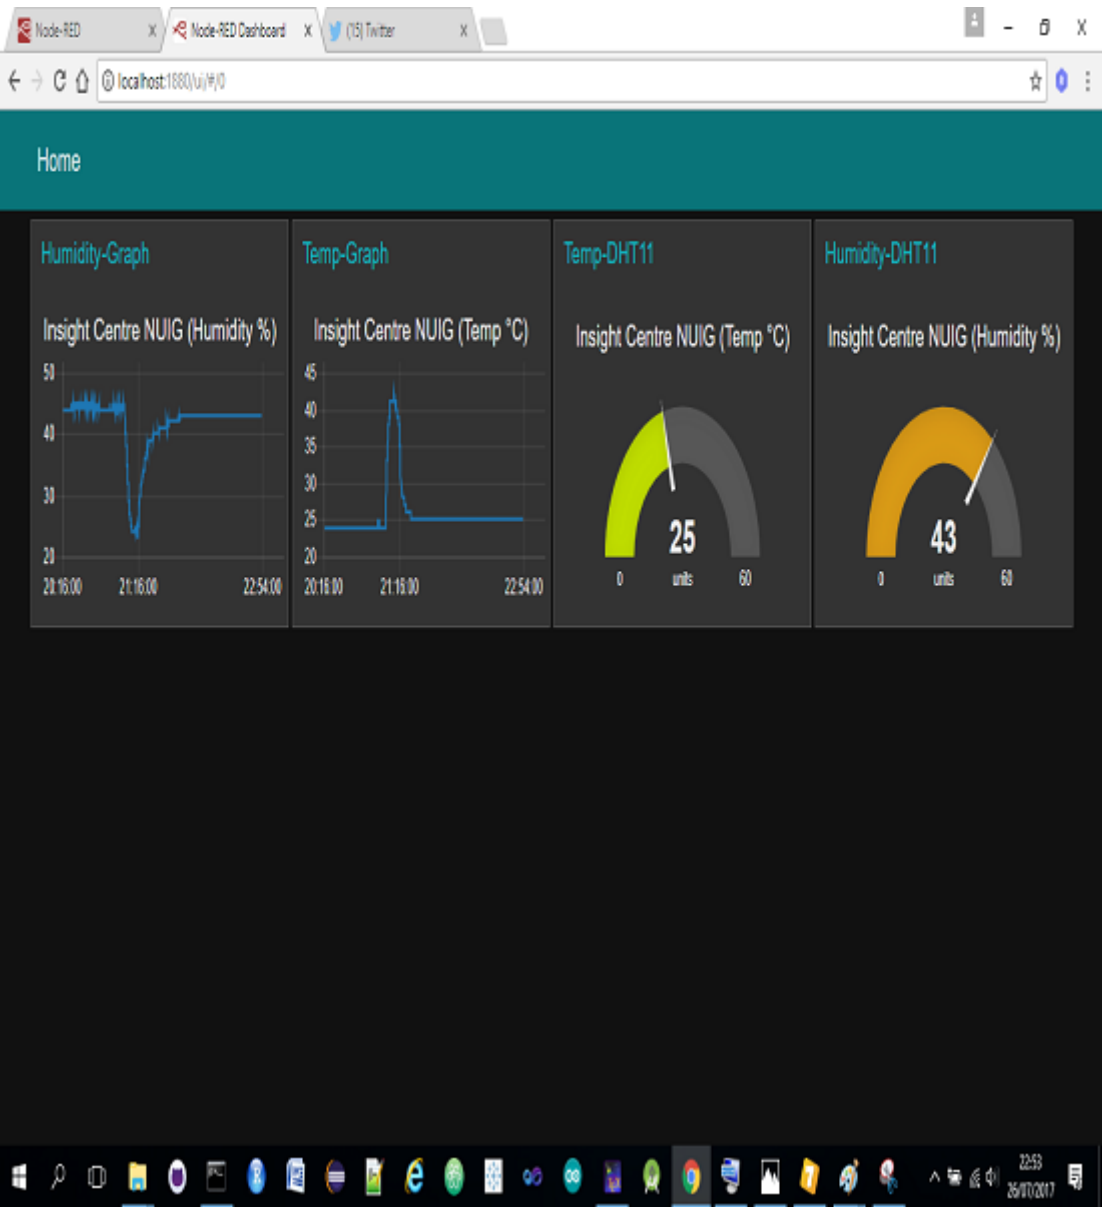 Node-RED
Node-RED Dashboard
(15) Twitter
localhost:1880/ui/#/0
Home
Humidity-Graph
Insight Centre NUIG (Humidity %)
50
40
30
20
20:16:00 21:16:00 22:54:00
Temp-Graph
Insight Centre NUIG (Temp °C)
45
40
35
30
25
20
20:16:00 21:16:00 22:54:00
Temp-DHT11
Insight Centre NUIG (Temp °C)
25
0 units 60
Humidity-DHT11
Insight Centre NUIG (Humidity %)
43
0 units 60
22:53
26/07/2017